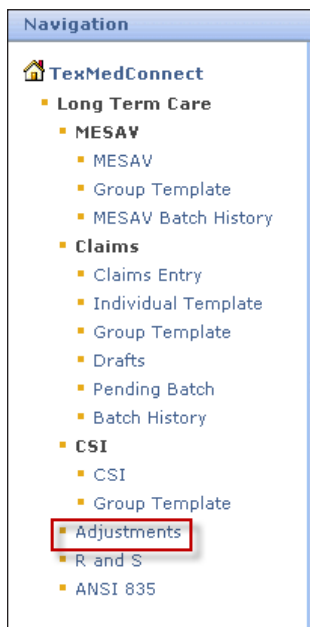 Navigation
TexMedConnect
Long Term Care
MESAV
MESAV
Group Template
MESAV Batch History
Claims
Claims Entry
Individual Template
Group Template
Drafts
Pending Batch
Batch History
CSI
CSI
Group Template
Adjustments
R and S
ANSI 835